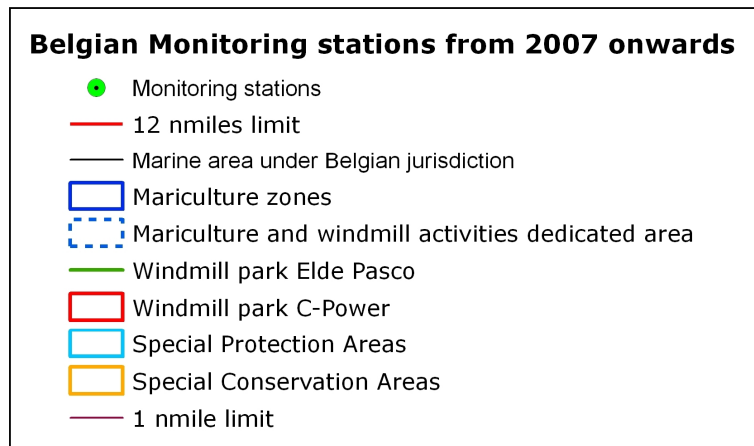 Belgian Monitoring stations from 2007 onwards
Monitoring stations
12 nmiles limit
Marine area under Belgian jurisdiction
Mariculture zones
Mariculture and windmill activities dedicated area
Windmill park Elde Pasco
Windmill park C-Power
Special Protection Areas
Special Conservation Areas
1 nmile limit